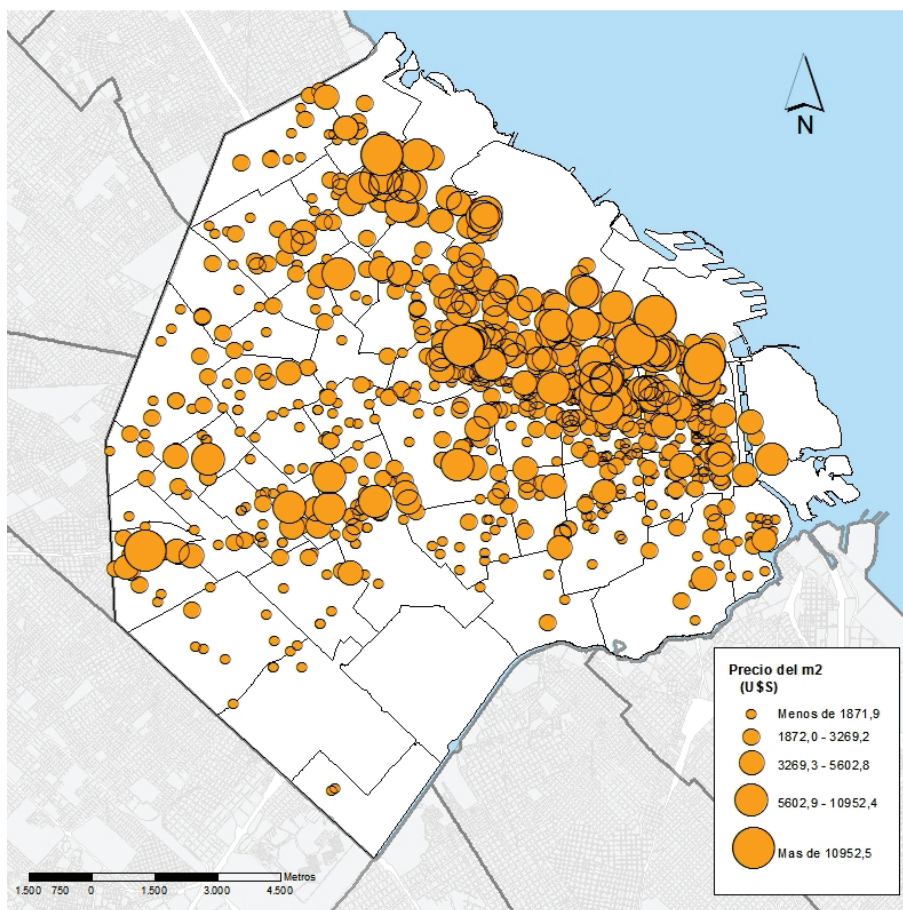 N
Precio del m2
(U$S)
Menos de 1871,9
1872,0 - 3269,2
3269,3 - 5602,8
5602,9 - 10952,4
Mas de 10952,5
Metros
1.500 750 0 1.500 3.000 4.500